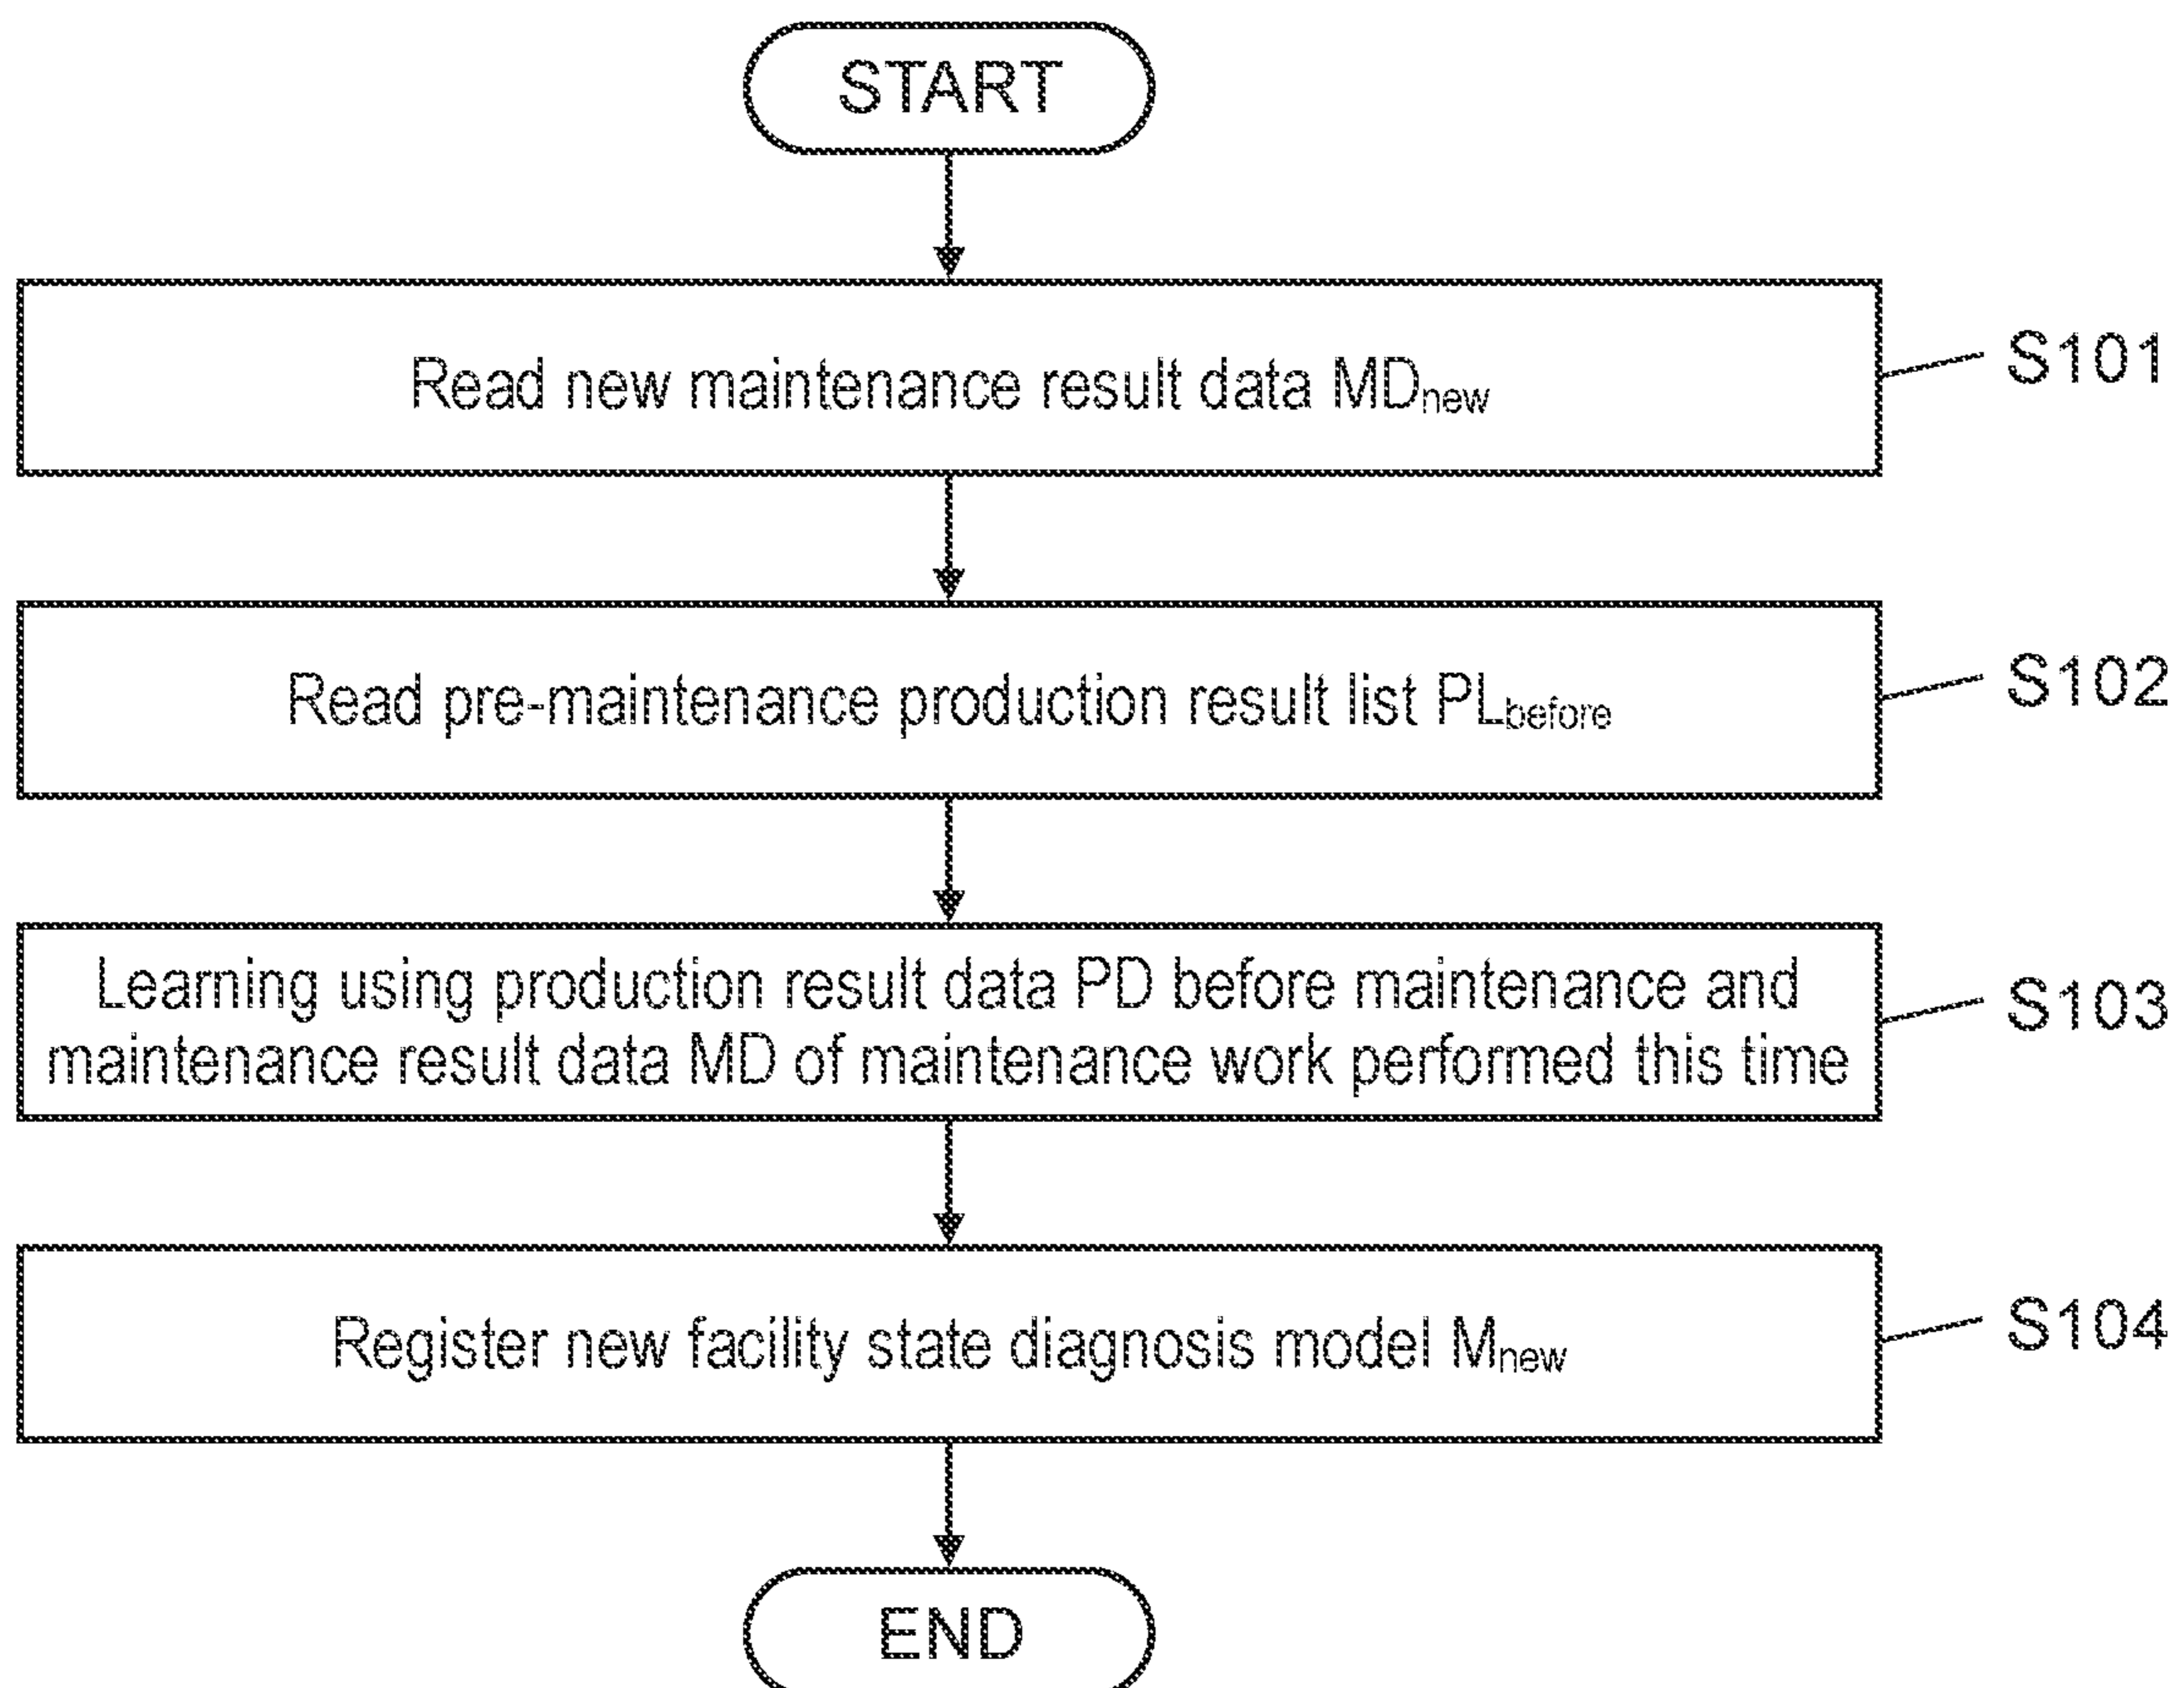 START
Read new maintenance result data MDnew
S101
Read pre-maintenance production result list PLbefore
S102
Learning using production result data PD before maintenance and
maintenance result data MD of maintenance work performed this time
S103
Register new facility state diagnosis model Mnew
S104
END